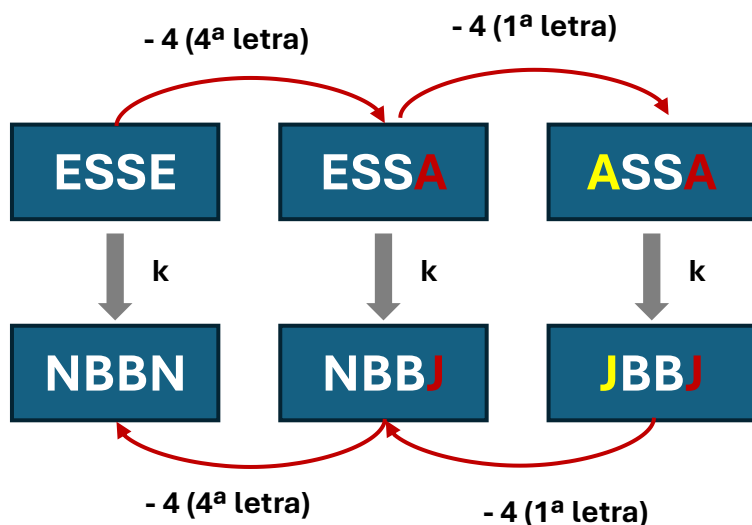 - 4 (4ª letra)
- 4 (1ª letra)
ESSE
ESSA
ASSA
k
k
k
NBBN
NBBJ
JBBJ
- 4 (4ª letra)
- 4 (1ª letra)